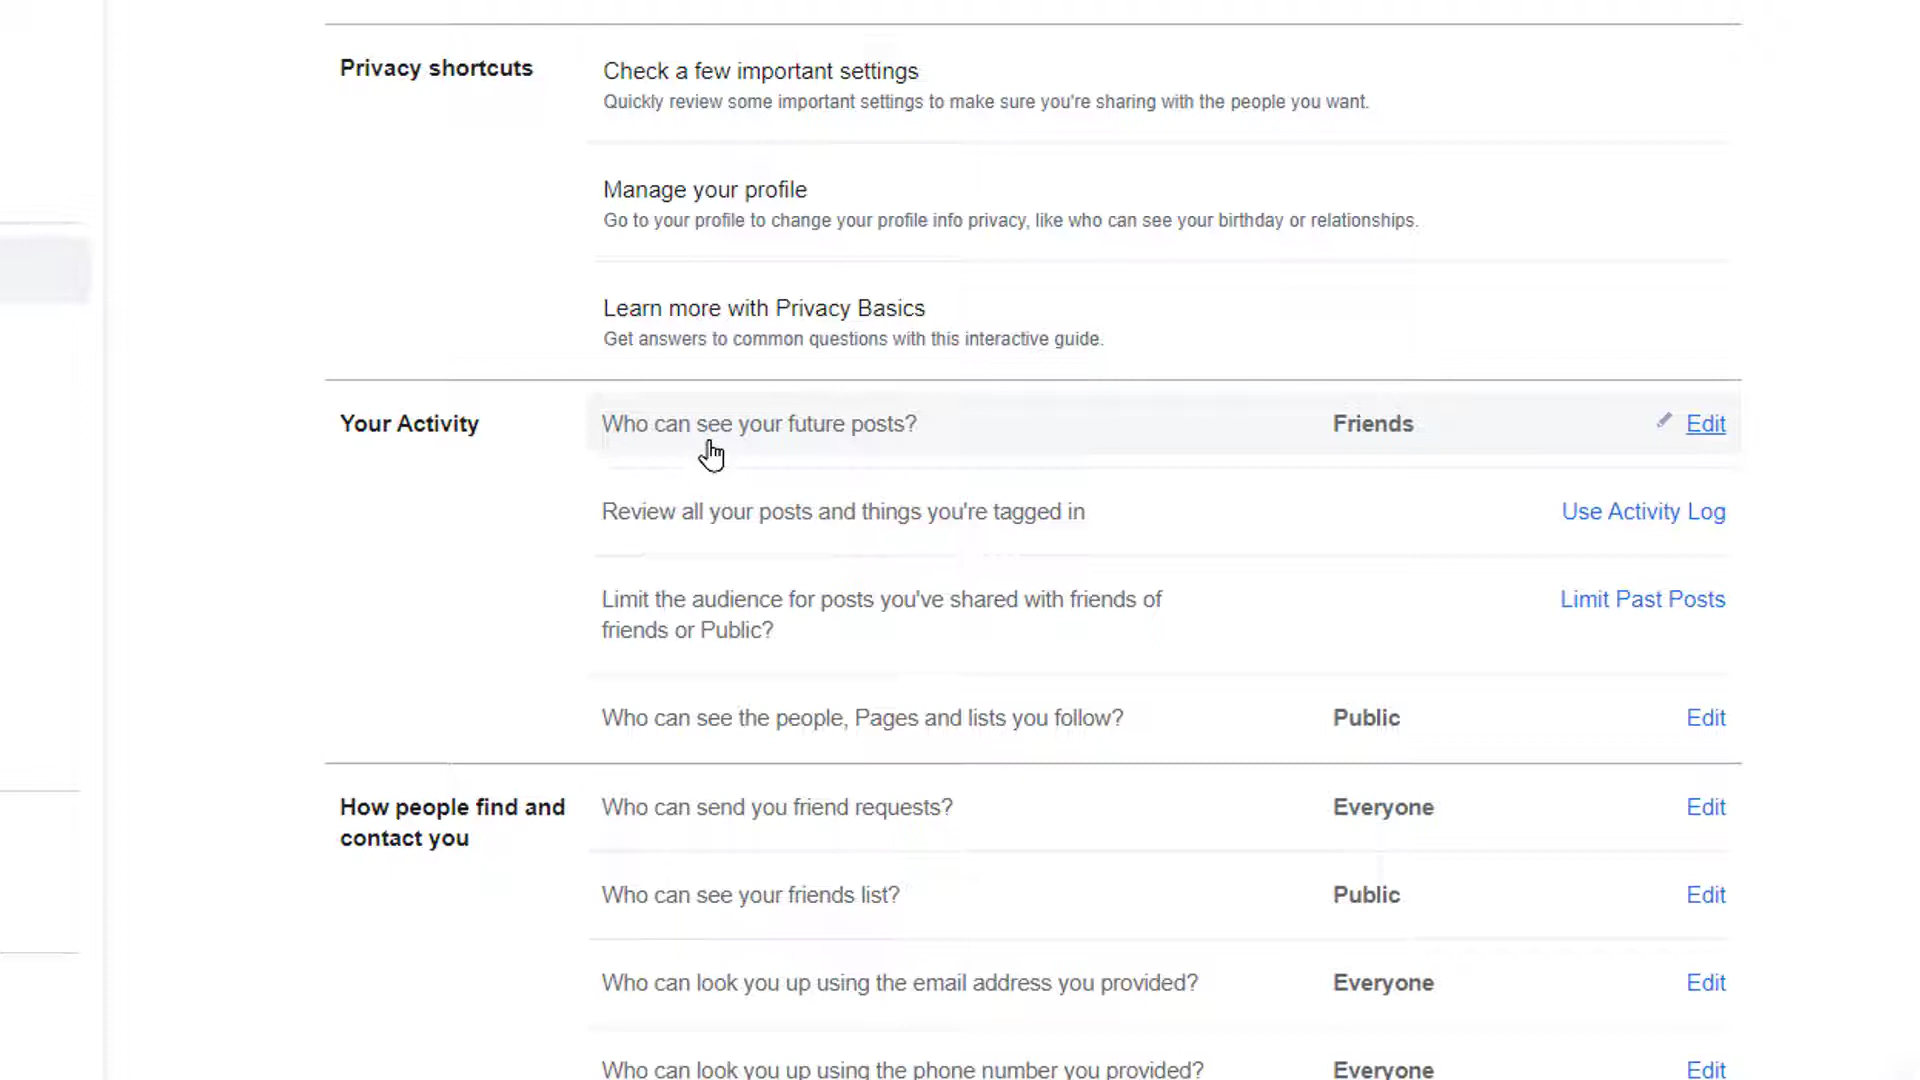 Privacy shortcuts
Check a few important settings
Quickly review some important settings to make sure you're sharing with the people you want.
Manage your profile
Go to your profile to change your profile info privacy, like who can see your birthday or relationships.
Learn more with Privacy Basics
Get answers to common questions with this interactive guide.
Your Activity
Who can see your future posts? Friends Edit
Review all your posts and things you're tagged in Use Activity Log
Limit the audience for posts you've shared with friends of Limit Past Posts
friends or Public?
Who can see the people, Pages and lists you follow? Public Edit
How people find and
contact you
Who can send you friend requests? Everyone Edit
Who can see your friends list? Public Edit
Who can look you up using the email address you provided? Everyone Edit
Who can look you up using the phone number you provided? Everyone Edit